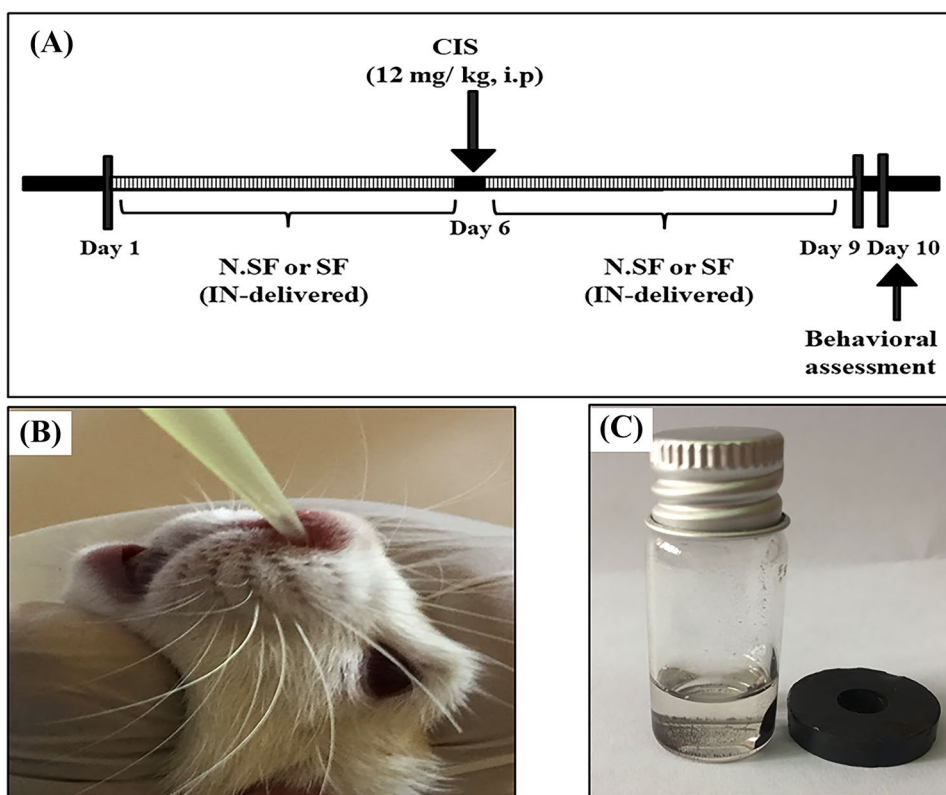 (A)
CIS
(12 mg/ kg, i.p)
Day 1
Day 6
Day 9 Day 10
N.SF or SF
(IN-delivered)
N.SF or SF
(IN-delivered)
Behavioral
assessment
(B)
(C)